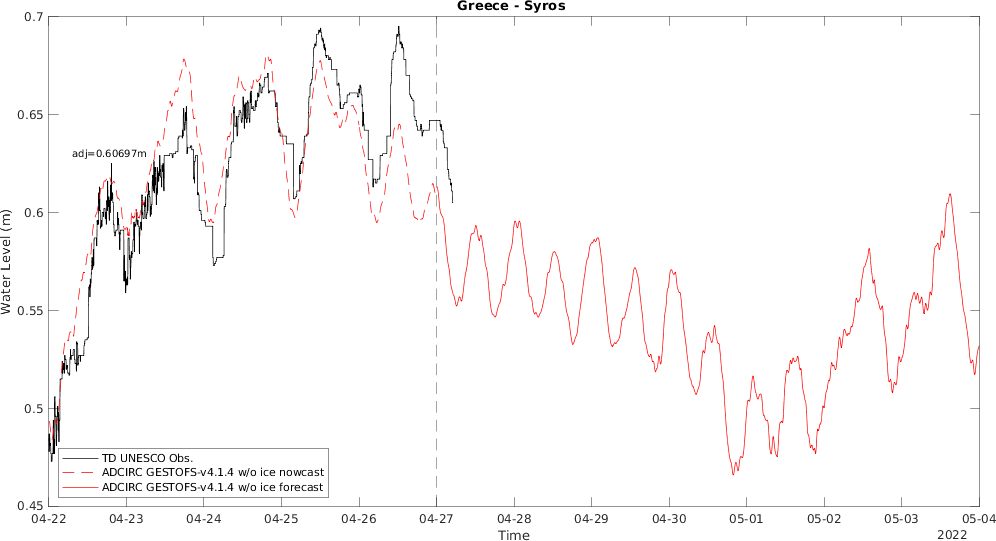 Greece - Syros
0.7
0.65
0.6
0.55
0.5
0.45
Water Level (m)
adj=0.60697m
TD UNESCO Obs.
ADCIRC GESTOFS-v4.1.4 w/o ice nowcast
ADCIRC GESTOFS-v4.1.4 w/o ice forecast
04-22 04-23 04-24 04-25 04-26 04-27 04-28 04-29 04-30 05-01 05-02 05-03 05-04
Time
2022